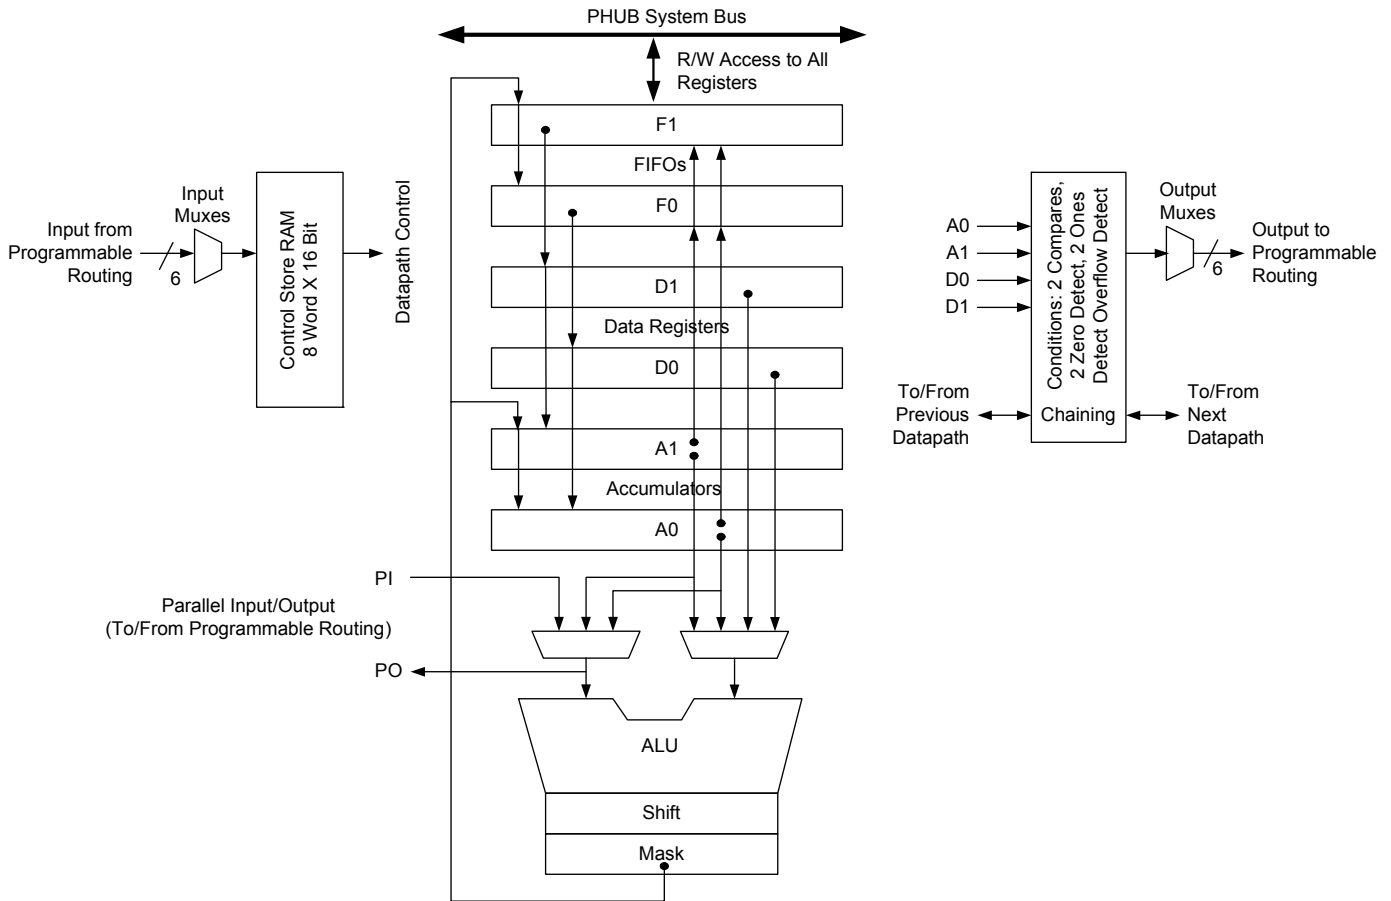 PHUB System Bus
R/W Access to All
Registers
F1
FIFOs
F0
D1
Data Registers
D0
A1
Accumulators
A0
Input from
Programmable
Routing
6
Input
Muxes
Control Store RAM
8 Word X 16 Bit
Datapath Control
PI
Parallel Input/Output
(To/From Programmable Routing)
PO
ALU
Shift
Mask
A0
A1
D0
D1
Conditions: 2 Compares,
2 Zero Detect, 2 Ones
Detect Overflow Detect
Chaining
To/From
Previous
Datapath
To/From
Next
Datapath
Output
Muxes
6
Output to
Programmable
Routing